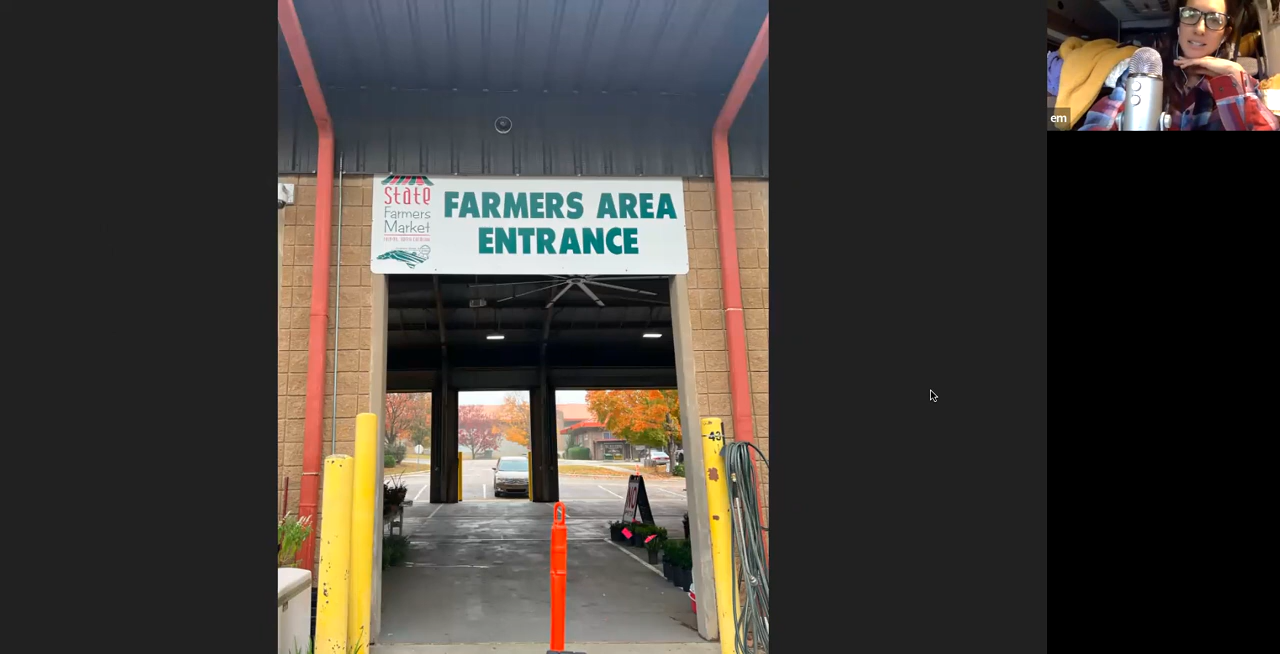 State
Farmers
Market
FARMERS AREA
ENTRANCE
43
em